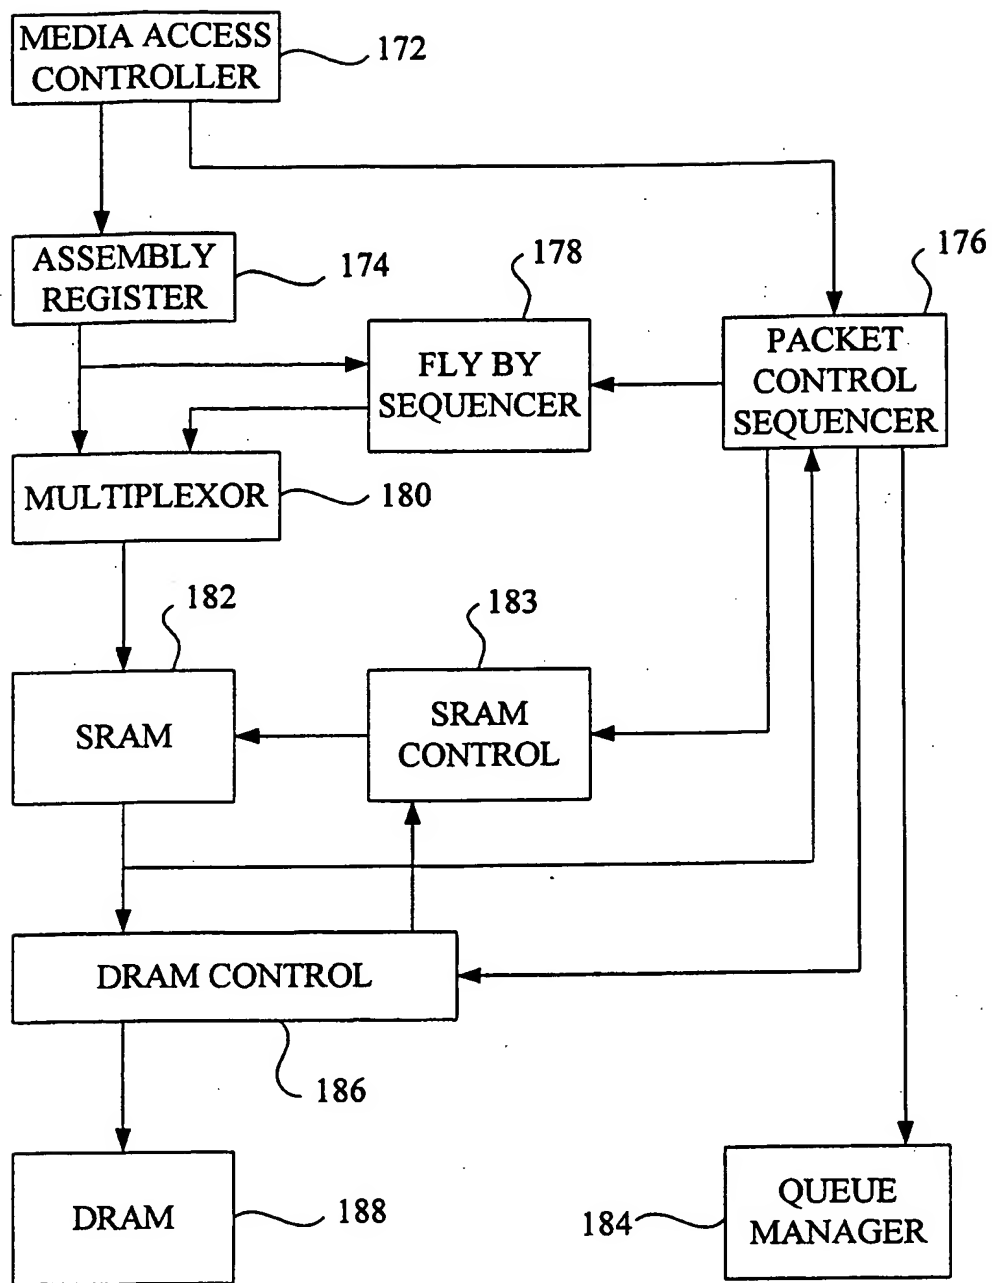 MEDIA ACCESS
CONTROLLER
172
ASSEMBLY
REGISTER
174
178
176
FLY BY
SEQUENCER
PACKET
CONTROL
SEQUENCER
MULTIPLEXOR
180
182
183
SRAM
SRAM
CONTROL
DRAM CONTROL
186
DRAM
188
184
QUEUE
MANAGER